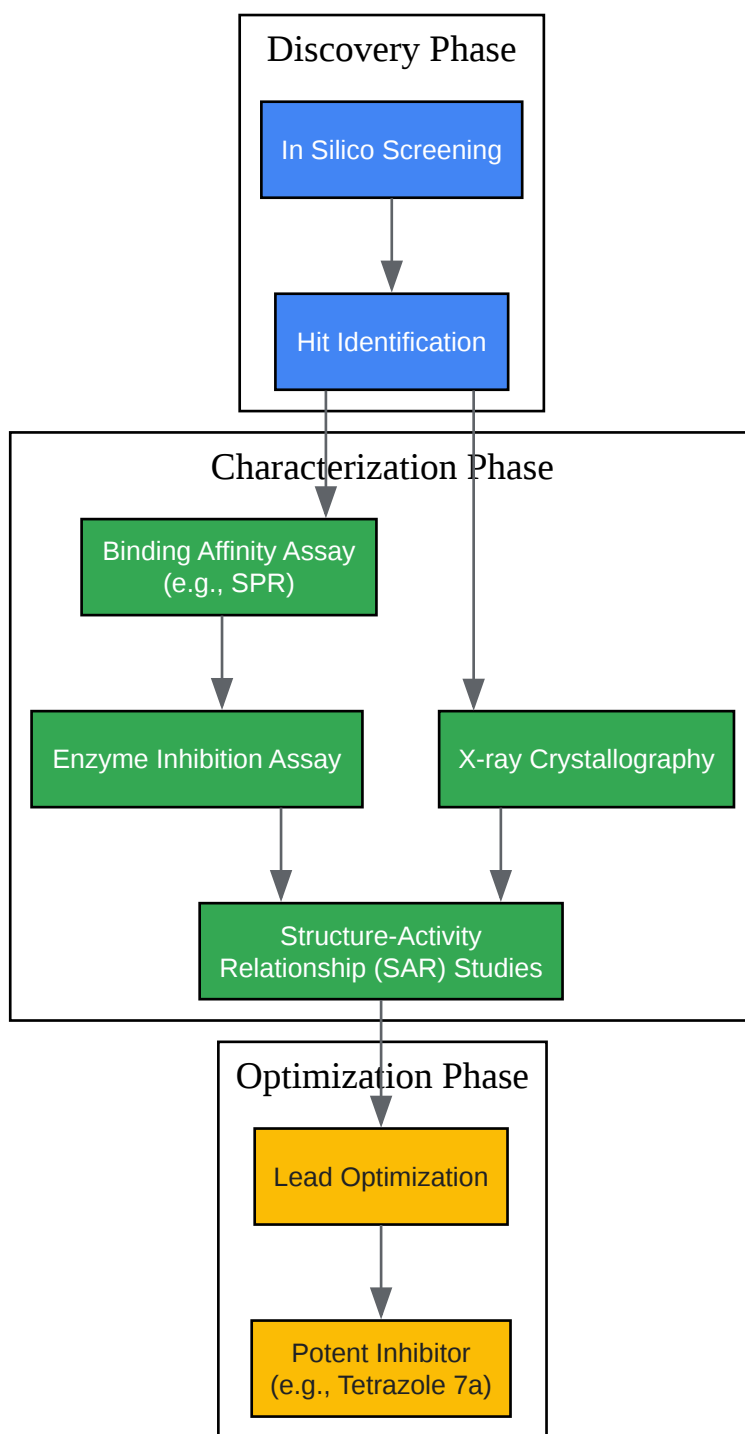 Discovery Phase
In Silico Screening
Hit Identification
Characterization Phase
Binding Affinity Assay
(e.g., SPR)
Enzyme Inhibition Assay
X-ray Crystallography
Structure-Activity
Relationship (SAR) Studies
Optimization Phase
Lead Optimization
Potent Inhibitor
(e.g., Tetrazole 7a)